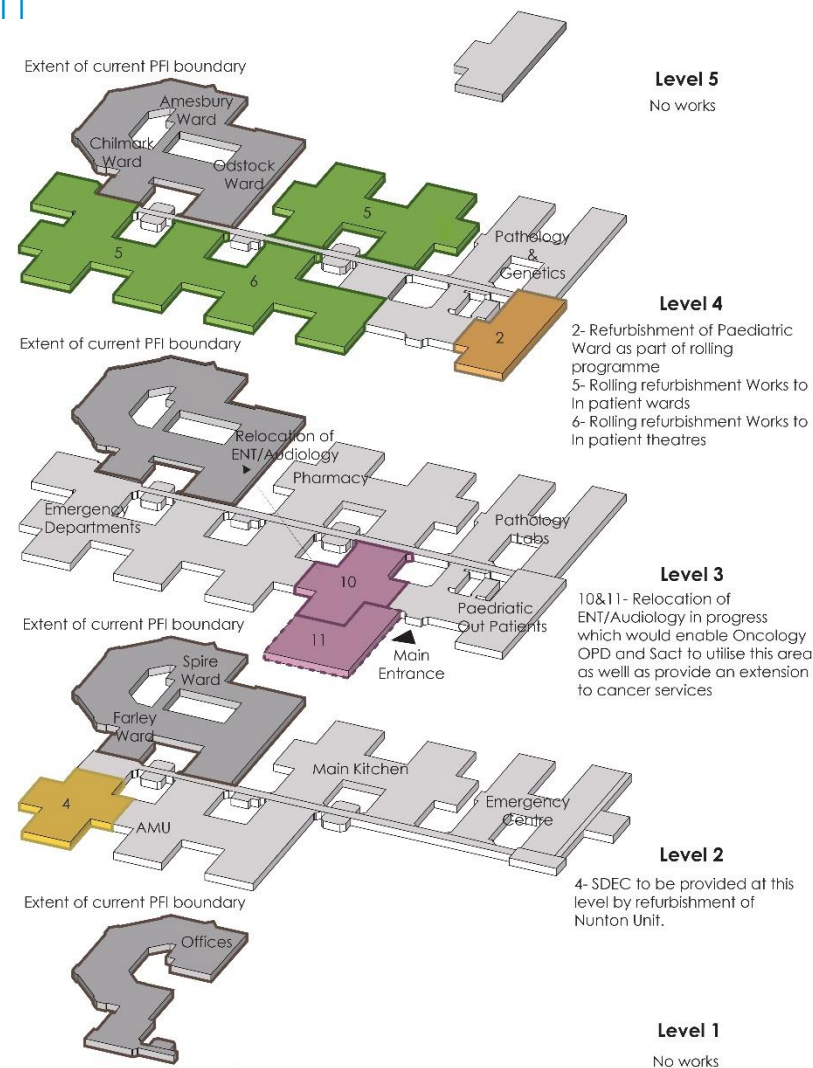 Extent of current PFI boundary
Amesbury
Ward
Chilmark
Ward
Odstock
Ward
5
5
6
Pathology
&
Genetics
2
Level 5
No works
Level 4
2- Refurbishment of Paediatric
Ward as part of rolling
programme
5- Rolling refurbishment Works to
In patient wards
6- Rolling refurbishment Works to
In patient theatres
Extent of current PFI boundary
Relocation of
ENT/Audiology
Pharmacy
Emergency
Departments
Pathology
Labs
10
11
Paedriatic
Out Patients
Main
Entrance
Level 3
10&11- Relocation of
ENT/Audiology in progress
which would enable Oncology
OPD and Sact to utilise this area
as welll as provide an extension
to cancer services
Extent of current PFI boundary
Spire
Ward
Farley
Ward
Main Kitchen
4
AMU
Emergency
Centre
Level 2
4- SDEC to be provided at this
level by refurbishment of
Nunton Unit.
Extent of current PFI boundary
Offices
Level 1
No works